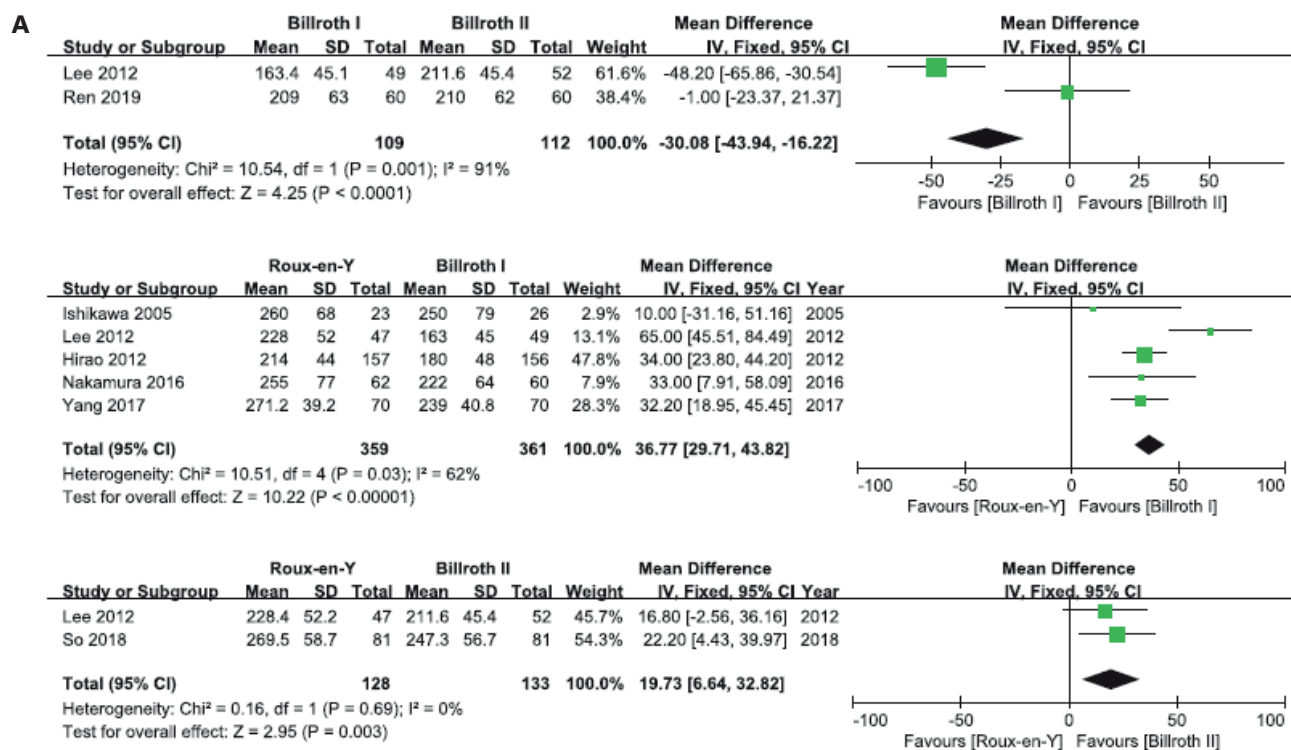 A
Billroth I Billroth II Mean Difference Mean Difference
Study or Subgroup Mean SD Total Mean SD Total Weight IV, Fixed, 95% CI IV, Fixed, 95% CI
Lee 2012 163.4 45.1 49 211.6 45.4 52 61.6% -48.20 [-65.86, -30.54]
Ren 2019 209 63 60 210 62 60 38.4% -1.00 [-23.37, 21.37]
Total (95% CI) 109 112 100.0% -30.08 [-43.94, -16.22]
Heterogeneity: Chi² = 10.54, df = 1 (P = 0.001); I² = 91%
Test for overall effect: Z = 4.25 (P < 0.0001)
-50 -25 0 25 50
Favours [Billroth I] Favours [Billroth II]
Roux-en-Y Billroth I Mean Difference Mean Difference
Study or Subgroup Mean SD Total Mean SD Total Weight IV, Fixed, 95% CI Year IV, Fixed, 95% CI
Ishikawa 2005 260 68 23 250 79 26 2.9% 10.00 [-31.16, 51.16] 2005
Lee 2012 228 52 47 163 45 49 13.1% 65.00 [45.51, 84.49] 2012
Hirao 2012 214 44 157 180 48 156 47.8% 34.00 [23.80, 44.20] 2012
Nakamura 2016 255 77 62 222 64 60 7.9% 33.00 [7.91, 58.09] 2016
Yang 2017 271.2 39.2 70 239 40.8 70 28.3% 32.20 [18.95, 45.45] 2017
Total (95% CI) 359 361 100.0% 36.77 [29.71, 43.82]
Heterogeneity: Chi² = 10.51, df = 4 (P = 0.03); I² = 62%
Test for overall effect: Z = 10.22 (P < 0.00001)
-100 -50 0 50 100
Favours [Roux-en-Y] Favours [Billroth I]
Roux-en-Y Billroth II Mean Difference Mean Difference
Study or Subgroup Mean SD Total Mean SD Total Weight IV, Fixed, 95% CI Year IV, Fixed, 95% CI
Lee 2012 228.4 52.2 47 211.6 45.4 52 45.7% 16.80 [-2.56, 36.16] 2012
So 2018 269.5 58.7 81 247.3 56.7 81 54.3% 22.20 [4.43, 39.97] 2018
Total (95% CI) 128 133 100.0% 19.73 [6.64, 32.82]
Heterogeneity: Chi² = 0.16, df = 1 (P = 0.69); I² = 0%
Test for overall effect: Z = 2.95 (P = 0.003)
-100 -50 0 50 100
Favours [Roux-en-Y] Favours [Billroth II]